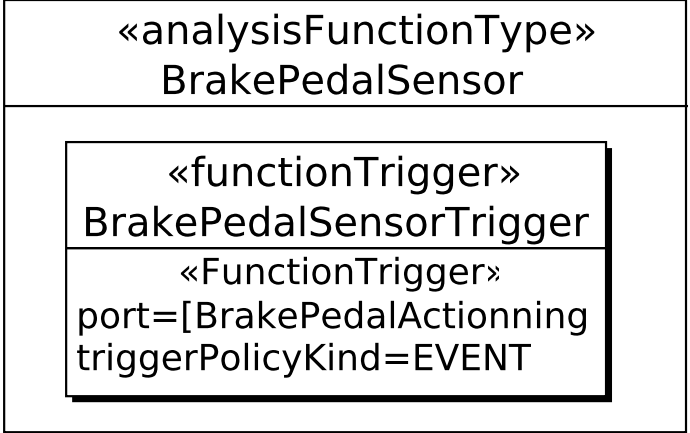 «analysisFunctionType»
BrakePedalSensor
«functionTrigger»
BrakePedalSensorTrigger
«FunctionTrigger»
port=[BrakePedalActionning
triggerPolicyKind=EVENT